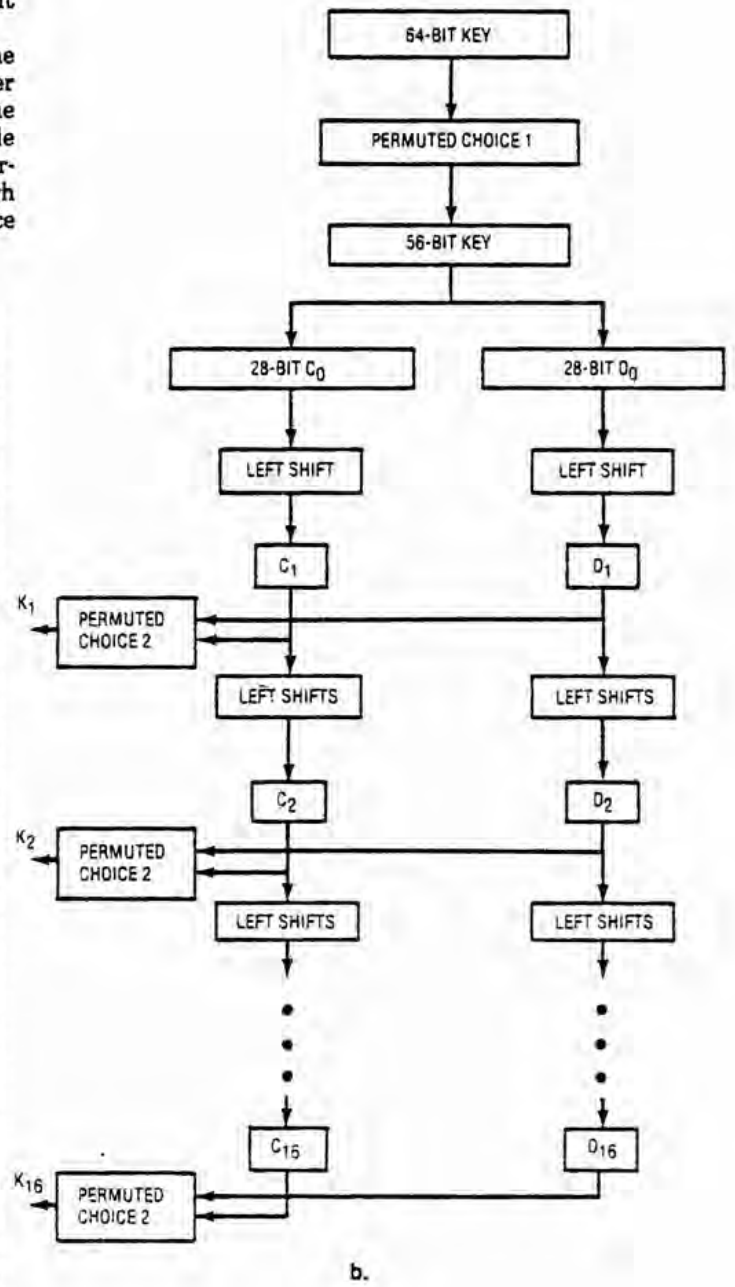 64-BIT KEY
PERMUTED CHOICE 1
56-BIT KEY
28-BIT C0
28-BIT D0
LEFT SHIFT
LEFT SHIFT
C1
D1
K1
PERMUTED
CHOICE 2
LEFT SHIFTS
LEFT SHIFTS
C2
D2
K2
PERMUTED
CHOICE 2
LEFT SHIFTS
LEFT SHIFTS
C16
D16
K16
PERMUTED
CHOICE 2
b.